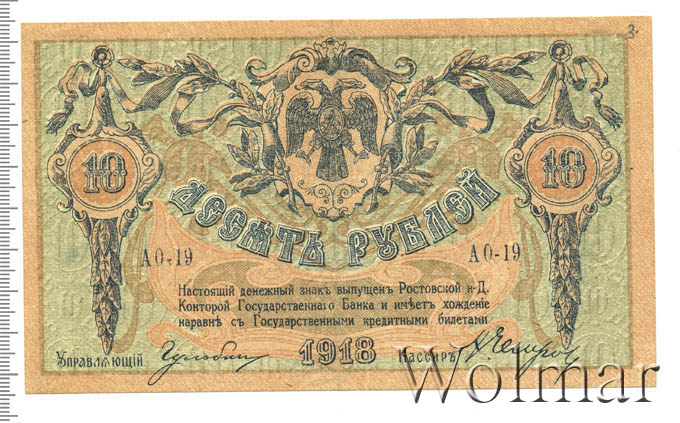 3.
10 10
ДЕСЯТЬ РУБЛЕЙ
АО-19 АО-19
Настоящій денежный знакъ выпущенъ Ростовской н-Д.
Конторой Государственнаго Банка и имѣетъ хожденіе
наравнѣ съ Государственными кредитными билетами
Управляющій 1918 Кассиръ
Wolmar